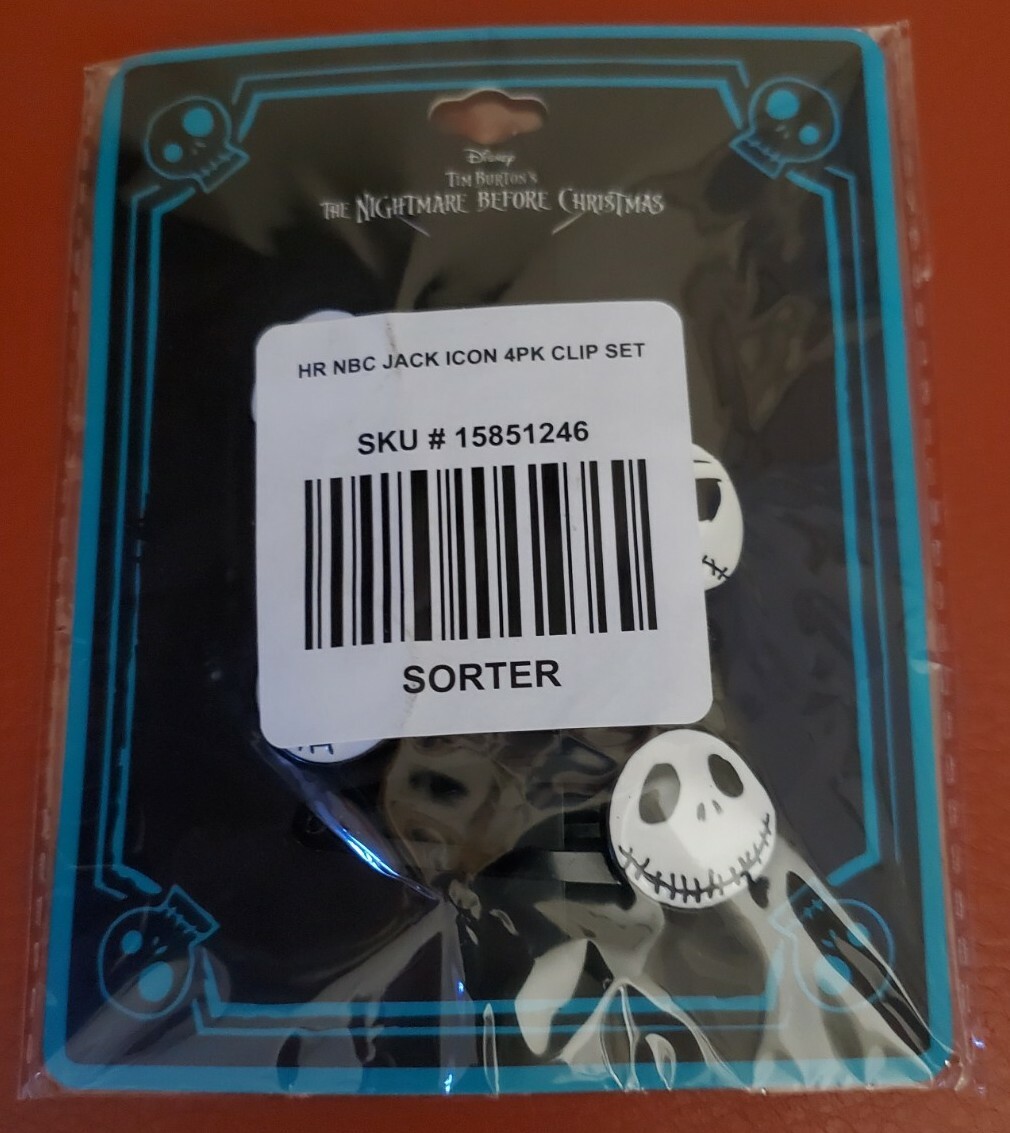 Disney
TIM BURTON'S
THE NIGHTMARE BEFORE CHRISTMAS
HR NBC JACK ICON 4PK CLIP SET
SKU # 15851246
SORTER